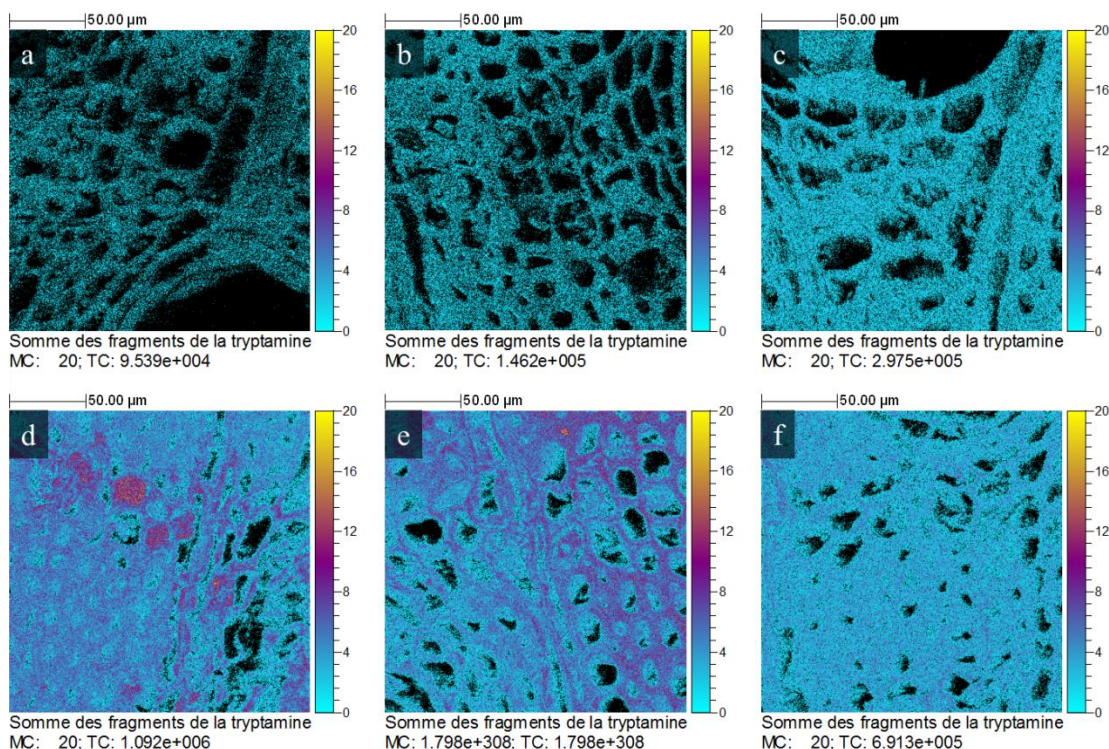 50.00 µm
50.00 µm
50.00 µm
a
20
16
12
8
4
0
b
20
16
12
8
4
0
c
20
16
12
8
4
0
Somme des fragments de la tryptamine
MC: 20; TC: 9.539e+004
Somme des fragments de la tryptamine
MC: 20; TC: 1.462e+005
Somme des fragments de la tryptamine
MC: 20; TC: 2.975e+005
50.00 µm
50.00 µm
50.00 µm
d
20
16
12
8
4
0
e
20
16
12
8
4
0
f
20
16
12
8
4
0
Somme des fragments de la tryptamine
MC: 20; TC: 1.092e+006
Somme des fragments de la tryptamine
MC: 1.798e+308; TC: 1.798e+308
Somme des fragments de la tryptamine
MC: 20; TC: 6.913e+005